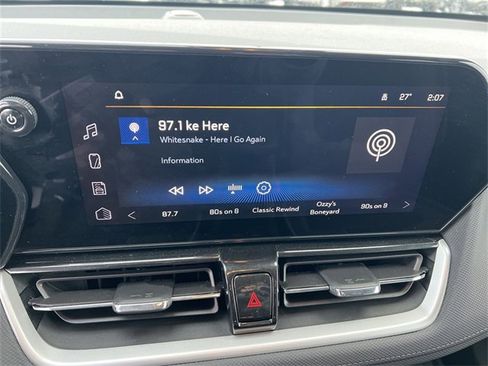 27° 2:07
97.1 ke Here
Whitesnake - Here I Go Again
Information
87.7 80s on 8 Classic Rewind Ozzy's Boneyard 90s on 9